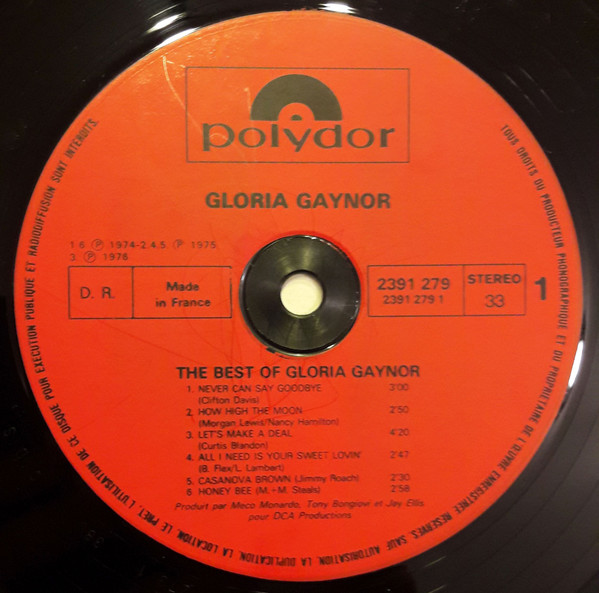 polydor
GLORIA GAYNOR
1.6 Ⓟ 1974-2.4.5. Ⓟ 1975
3. Ⓟ 1976
D. R.
Made
in France
2391 279
2391 279 1
STEREO
33
1
THE BEST OF GLORIA GAYNOR
1. NEVER CAN SAY GOODBYE 3'00
(Clifton Davis)
2. HOW HIGH THE MOON 2'50
(Morgan Lewis/Nancy Hamilton)
3. LET'S MAKE A DEAL 4'20
(Curtis Blandon)
4. ALL I NEED IS YOUR SWEET LOVIN' 2'47
(B. Flex/L. Lambert)
5. CASANOVA BROWN (Jimmy Roach) 2'30
6 HONEY BEE (M.-M. Steals) 2'58
Produit par Meco Monardo, Tony Bongiovi et Jay Ellis
pour DCA Productions.
TOUS DROITS DU PRODUCTEUR PHONOGRAPHIQUE ET DU PROPRIETAIRE DE L'ŒUVRE ENREGISTREE RESERVES. SAUF AUTORISATION, LA DUPLICATION, LA LOCATION, LE PRET, L'UTILISATION DE CE DISQUE POUR EXECUTION PUBLIQUE ET RADIODIFFUSION SONT INTERDITS.